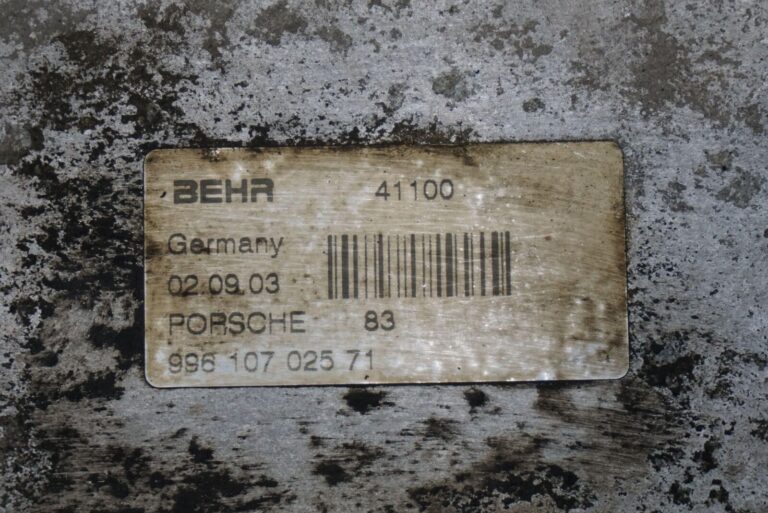 BEHR 41100
Germany
02.09.03
PORSCHE 83
996 107 025 71